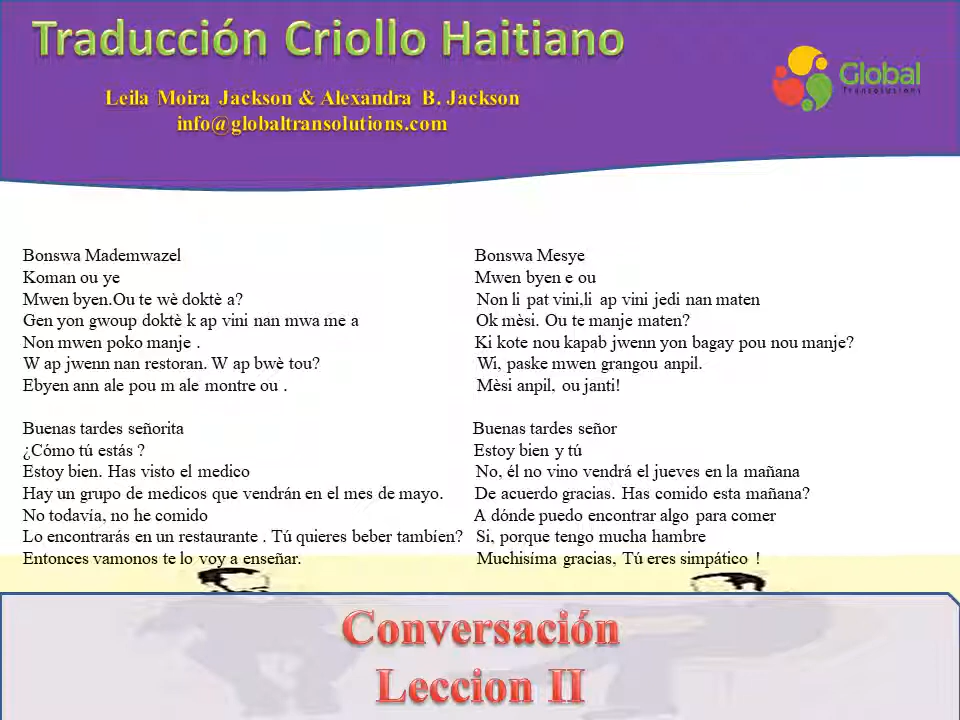 Traducción Criollo Haitiano
Leila Moira Jackson & Alexandra B. Jackson
info@globaltransolutions.com
Global
Transolutions
Bonswa Mademwazel Bonswa Mesye
Koman ou ye Mwen byen e ou
Mwen byen.Ou te wè doktè a? Non li pat vini,li ap vini jedi nan maten
Gen yon gwoup doktè k ap vini nan mwa me a Ok mèsi. Ou te manje maten?
Non mwen poko manje . Ki kote nou kapab jwenn yon bagay pou nou manje?
W ap jwenn nan restoran. W ap bwè tou? Wi, paske mwen grangou anpil.
Ebyen ann ale pou m ale montre ou . Mèsi anpil, ou janti!
Buenas tardes señorita Buenas tardes señor
¿Cómo tú estás ? Estoy bien y tú
Estoy bien. Has visto el medico No, él no vino vendrá el jueves en la mañana
Hay un grupo de medicos que vendrán en el mes de mayo. De acuerdo gracias. Has comido esta mañana?
No todavía, no he comido A dónde puedo encontrar algo para comer
Lo encontrarás en un restaurante . Tú quieres beber tambíen? Si, porque tengo mucha hambre
Entonces vamonos te lo voy a enseñar. Muchisíma gracias, Tú eres simpático !
Conversación
Leccion II